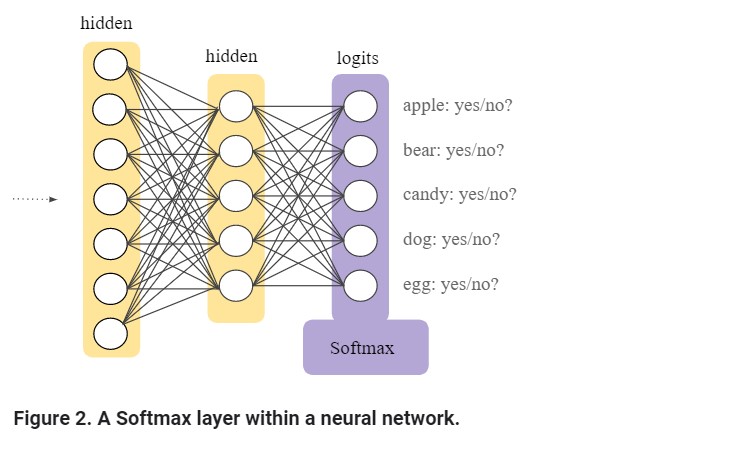 hidden
hidden
logits
apple: yes/no?
bear: yes/no?
candy: yes/no?
dog: yes/no?
egg: yes/no?
Softmax
Figure 2. A Softmax layer within a neural network.